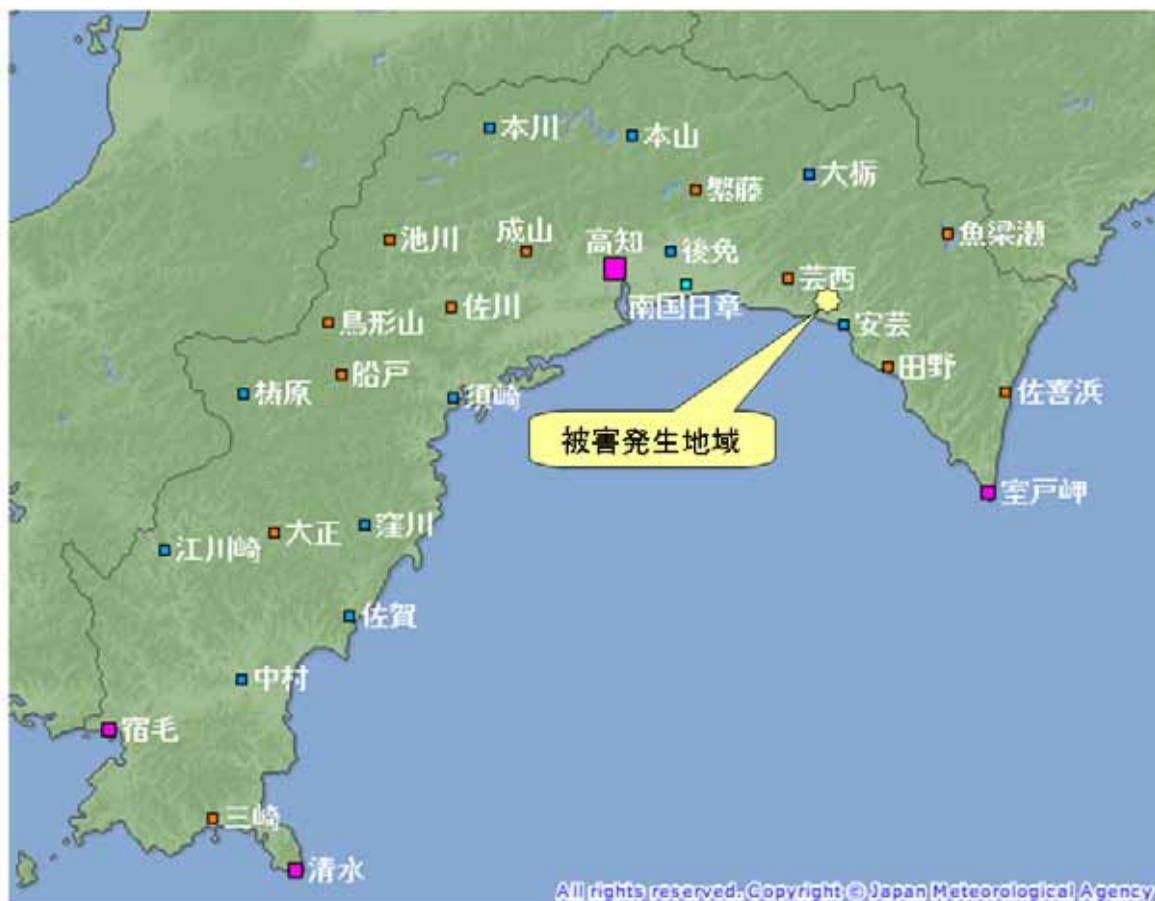 本川
本山
大栃
繁藤
魚梁瀬
池川
成山
高知
後免
芸西
南国日章
佐川
鳥形山
安芸
船戸
田野
梼原
須崎
佐喜浜
被害発生地域
室戸岬
窪川
大正
江川崎
佐賀
中村
宿毛
三崎
清水
All rights reserved. Copyright © Japan Meteorological Agency